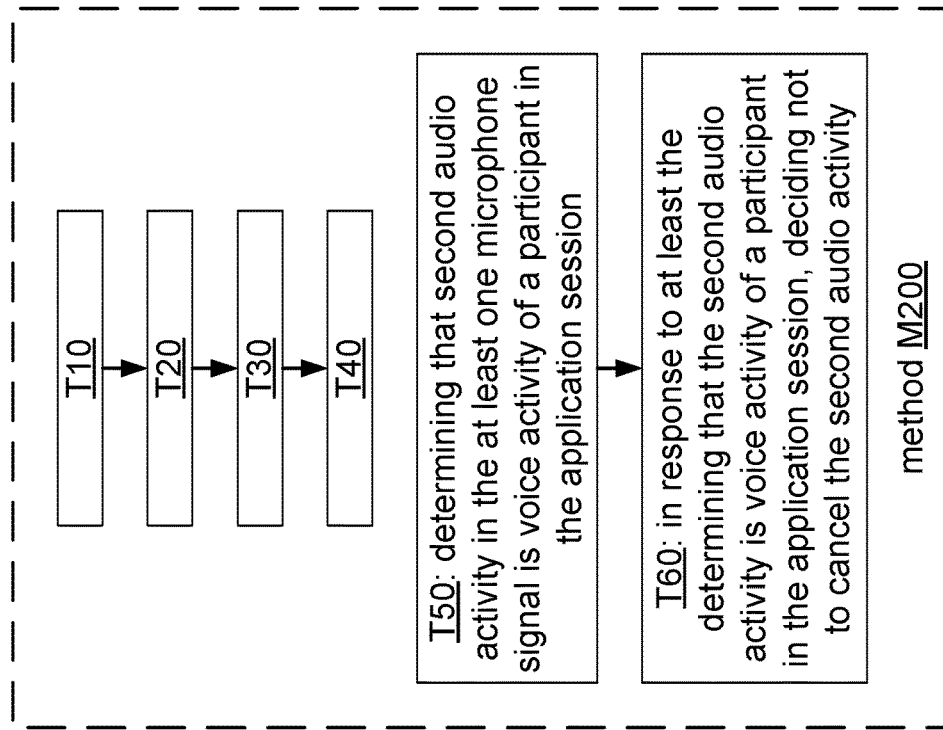 T10
T20
T30
T40
T50: determining that second audio
activity in the at least one microphone
signal is voice activity of a participant in
the application session
T60: in response to at least the
determining that the second audio
activity is voice activity of a participant
in the application session, deciding not
to cancel the second audio activity
method M200